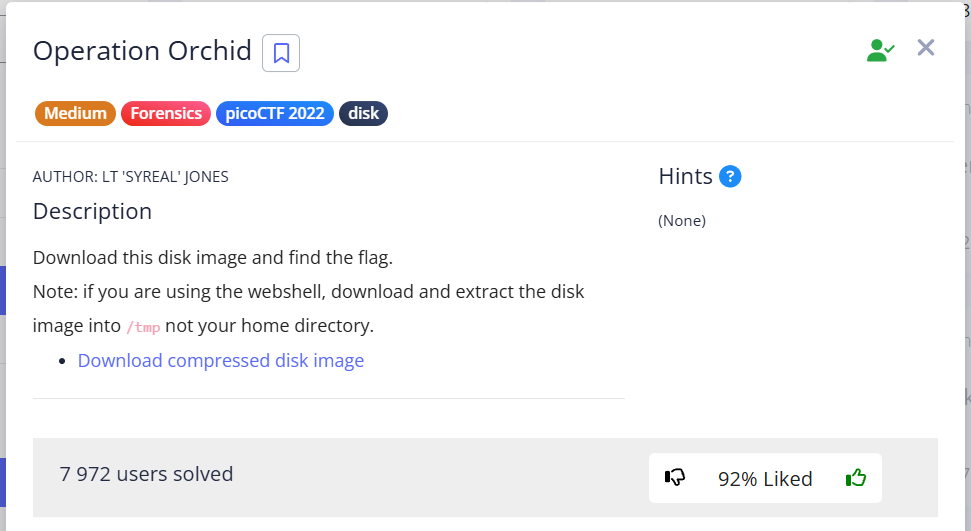 Operation Orchid
Medium Forensics picoCTF 2022 disk
AUTHOR: LT 'SYREAL' JONES
Description
Download this disk image and find the flag.
Note: if you are using the webshell, download and extract the disk
image into /tmp not your home directory.
• Download compressed disk image
Hints ?
(None)
7 972 users solved
92% Liked